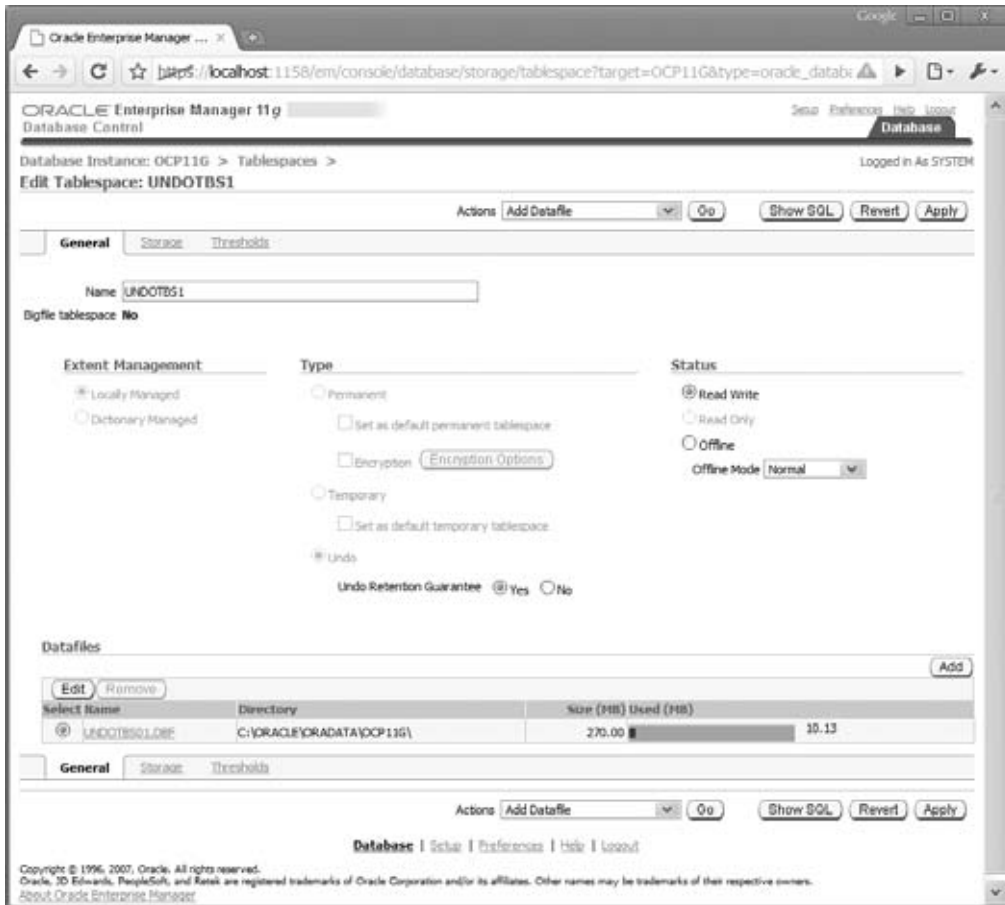 Google
Oracle Enterprise Manager ...
https://localhost:1158/em/console/database/storage/tablespace?target=OCP11G&type=oracle_databa
ORACLE Enterprise Manager 11g
Database Control
Setup Preferences Help Logout
Database
Database Instance: OCP11G > Tablespaces >
Logged in As SYSTEM
Edit Tablespace: UNDOTBS1
Actions Add Datafile Go Show SQL Revert Apply
General Storage Thresholds
Name UNDOTBS1
Bigfile tablespace No
Extent Management
Locally Managed
Dictionary Managed
Type
Permanent
Set as default permanent tablespace
Encryption Encryption Options
Temporary
Set as default temporary tablespace
Undo
Undo Retention Guarantee Yes No
Status
Read Write
Read Only
Offline
Offline Mode Normal
Datafiles
Add
Edit Remove
Select Name Directory Size (MB) Used (MB)
UNDOTBS01.DBF C:\ORACLE\ORADATA\OCP11G\ 270.00 10.13
General Storage Thresholds
Actions Add Datafile Go Show SQL Revert Apply
Database | Setup | Preferences | Help | Logout
Copyright © 1996, 2007, Oracle. All rights reserved.
Oracle, JD Edwards, PeopleSoft, and Retek are registered trademarks of Oracle Corporation and/or its affiliates. Other names may be trademarks of their respective owners.
About Oracle Enterprise Manager